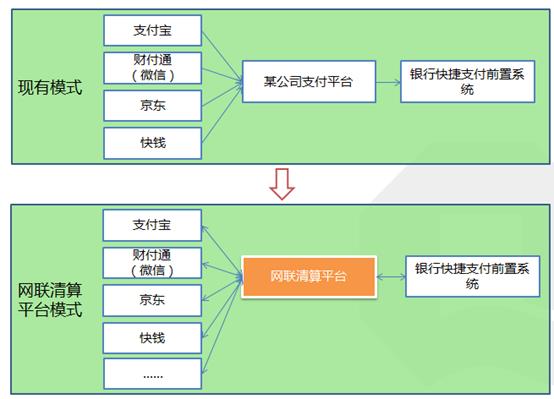 现有模式
支付宝
财付通
（微信）
京东
快钱
某公司支付平台
银行快捷支付前置系
统
网联清算
平台模式
支付宝
财付通
（微信）
京东
快钱
......
网联清算平台
银行快捷支付前置系
统